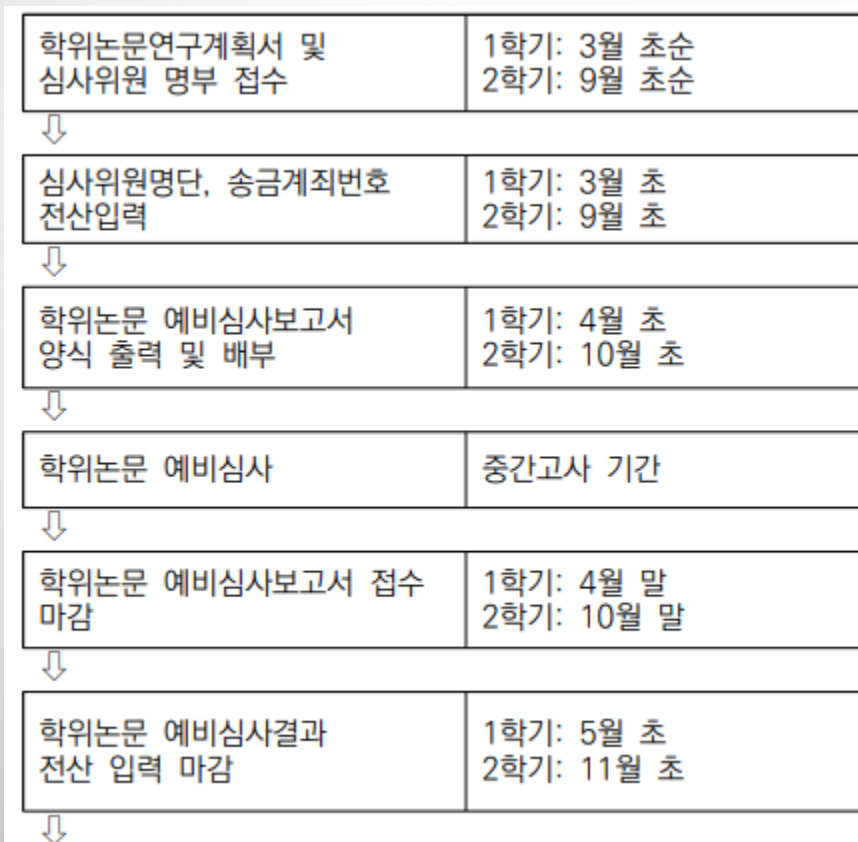 학위논문연구계획서 및
심사위원 명부 접수
1학기: 3월 초순
2학기: 9월 초순
⇩
심사위원명단, 송금계죄번호
전산입력
1학기: 3월 초
2학기: 9월 초
⇩
학위논문 예비심사보고서
양식 출력 및 배부
1학기: 4월 초
2학기: 10월 초
⇩
학위논문 예비심사
중간고사 기간
⇩
학위논문 예비심사보고서 접수
마감
1학기: 4월 말
2학기: 10월 말
⇩
학위논문 예비심사결과
전산 입력 마감
1학기: 5월 초
2학기: 11월 초
⇩